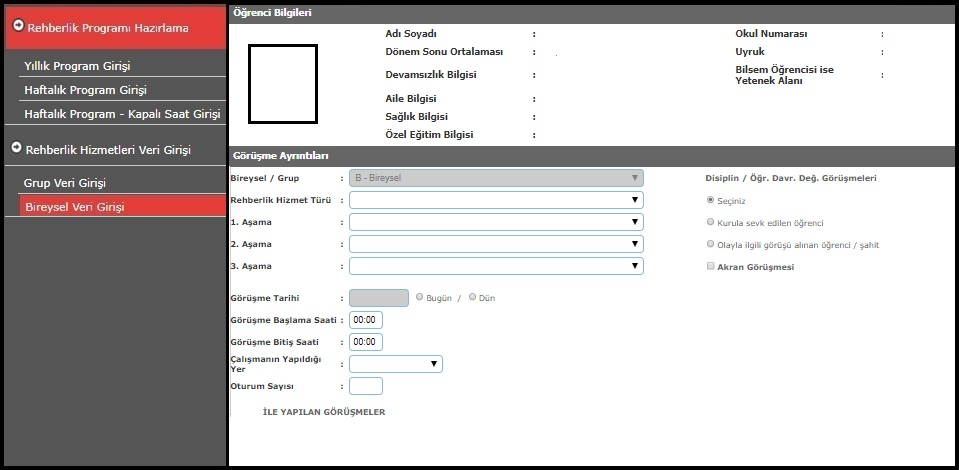 Rehberlik Programı Hazırlama
Yıllık Program Girişi
Haftalık Program Girişi
Haftalık Program - Kapalı Saat Girişi
Rehberlik Hizmetleri Veri Girişi
Grup Veri Girişi
Bireysel Veri Girişi
Öğrenci Bilgileri
Adı Soyadı :
Okul Numarası :
Dönem Sonu Ortalaması : .
Uyruk :
Devamsızlık Bilgisi :
Bilsem Öğrencisi ise
Yetenek Alanı :
Aile Bilgisi :
Sağlık Bilgisi :
Özel Eğitim Bilgisi :
Görüşme Ayrıntıları
Bireysel / Grup : B - Bireysel
Disiplin / Öğr. Davr. Değ. Görüşmeleri
Rehberlik Hizmet Türü :
Seçiniz
1. Aşama :
Kurula sevk edilen öğrenci
2. Aşama :
Olayla ilgili görüşü alınan öğrenci / şahit
3. Aşama :
Akran Görüşmesi
Görüşme Tarihi : Bugün / Dün
Görüşme Başlama Saati : 00:00
Görüşme Bitiş Saati : 00:00
Çalışmanın Yapıldığı
Yer :
Oturum Sayısı :
İLE YAPILAN GÖRÜŞMELER